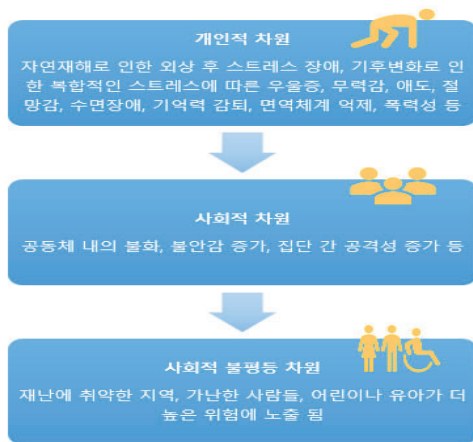 개인적 차원
자연재해로 인한 외상 후 스트레스 장애, 기후변화로 인
한 복합적인 스트레스에 따른 우울증, 무력감, 애도, 절
망감, 수면장애, 기억력 감퇴, 면역체계 억제, 폭력성 등
사회적 차원
공동체 내의 불화, 불안감 증가, 집단 간 공격성 증가 등
사회적 불평등 차원
재난에 취약한 지역, 가난한 사람들, 어린이나 유아가 더
높은 위험에 노출 됨